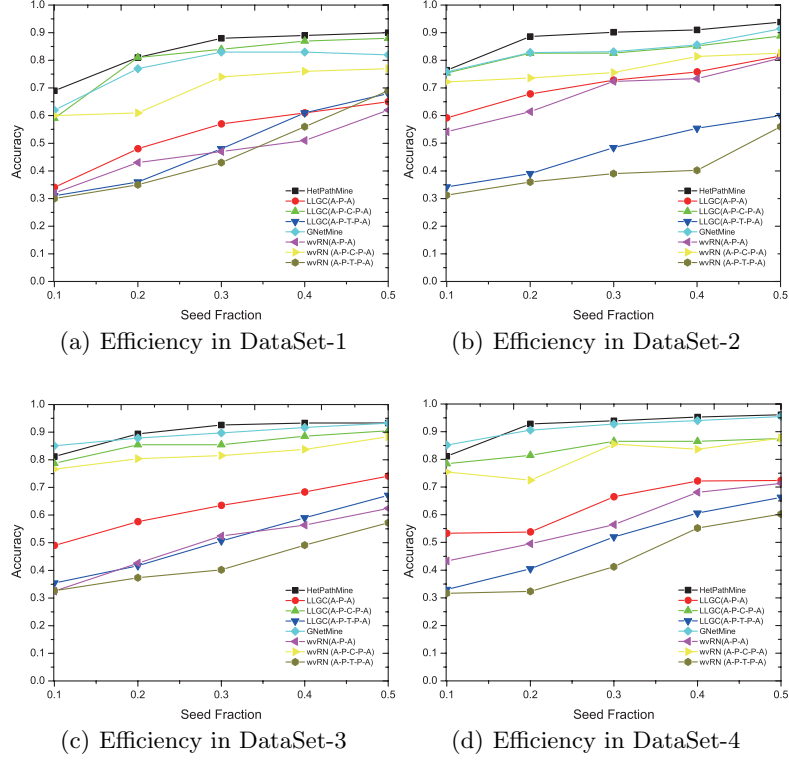 1.0
0.9
0.8
0.7
0.6
0.5
0.4
0.3
0.2
0.1
0.0
Accuracy
HetPathMine
LLGC(A-P-A)
LLGC(A-P-C-P-A)
LLGC(A-P-T-P-A)
GNetMine
wvRN(A-P-A)
wvRN (A-P-C-P-A)
wvRN (A-P-T-P-A)
0.1 0.2 0.3 0.4 0.5
Seed Fraction
(a) Efficiency in DataSet-1
1.0
0.9
0.8
0.7
0.6
0.5
0.4
0.3
0.2
0.1
0.0
Accuracy
HetPathMine
LLGC(A-P-A)
LLGC(A-P-C-P-A)
LLGC(A-P-T-P-A)
GNetMine
wvRN(A-P-A)
wvRN (A-P-C-P-A)
wvRN (A-P-T-P-A)
0.1 0.2 0.3 0.4 0.5
Seed Fraction
(b) Efficiency in DataSet-2
1.0
0.9
0.8
0.7
0.6
0.5
0.4
0.3
0.2
0.1
0.0
Accuracy
HetPathMine
LLGC(A-P-A)
LLGC(A-P-C-P-A)
LLGC(A-P-T-P-A)
GNetMine
wvRN(A-P-A)
wvRN (A-P-C-P-A)
wvRN (A-P-T-P-A)
0.1 0.2 0.3 0.4 0.5
Seed Fraction
(c) Efficiency in DataSet-3
1.0
0.9
0.8
0.7
0.6
0.5
0.4
0.3
0.2
0.1
0.0
Accuracy
HetPathMine
LLGC(A-P-A)
LLGC(A-P-C-P-A)
LLGC(A-P-T-P-A)
GNetMine
wvRN(A-P-A)
wvRN (A-P-C-P-A)
wvRN (A-P-T-P-A)
0.1 0.2 0.3 0.4 0.5
Seed Fraction
(d) Efficiency in DataSet-4